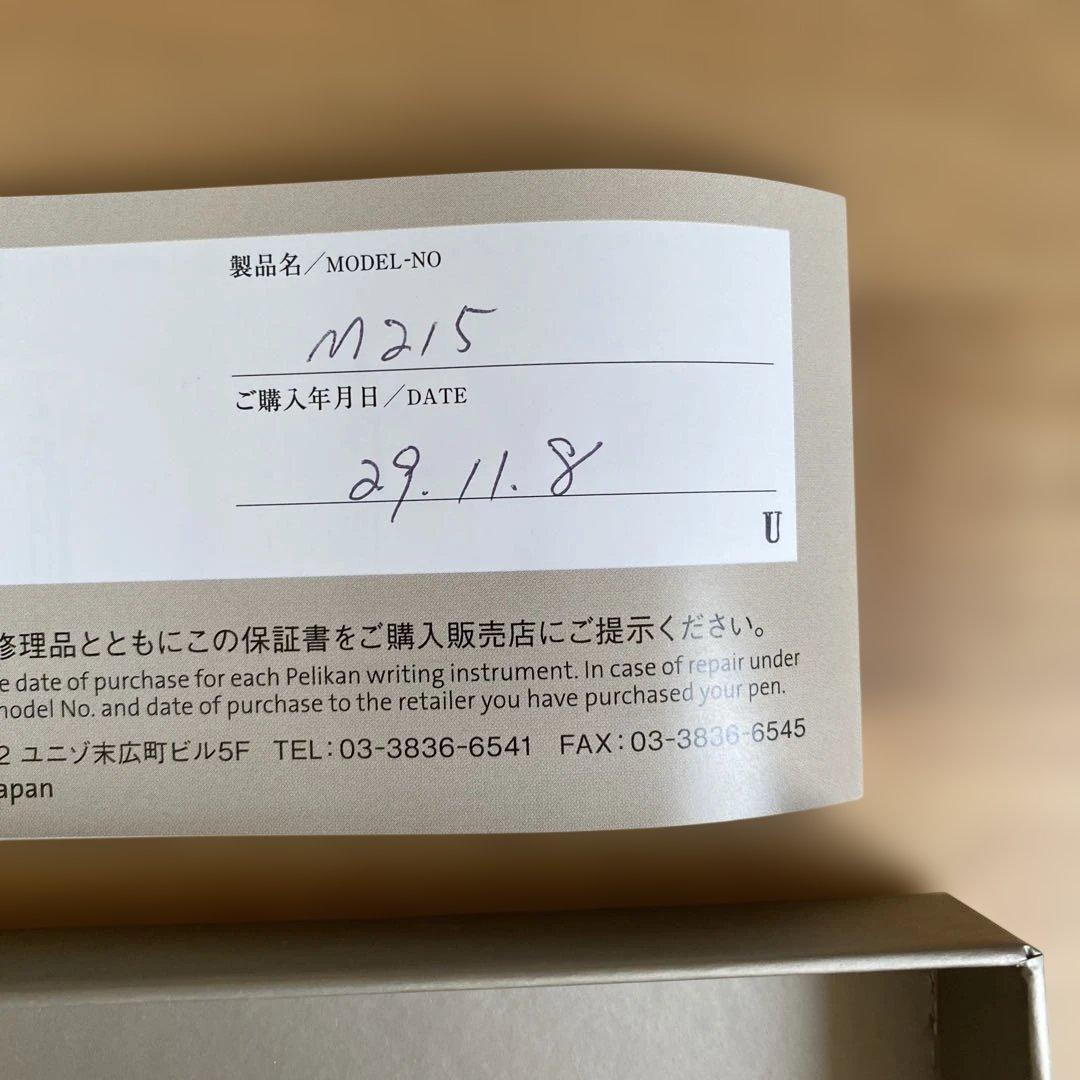 製品名／MODEL-NO
M215
ご購入年月日／DATE
29.11.8
U
修理品とともにこの保証書をご購入販売店にご提示ください。
e date of purchase for each Pelikan writing instrument. In case of repair under
model No. and date of purchase to the retailer you have purchased your pen.
2 ユニゾ末広町ビル5F TEL：03-3836-6541 FAX：03-3836-6545
apan